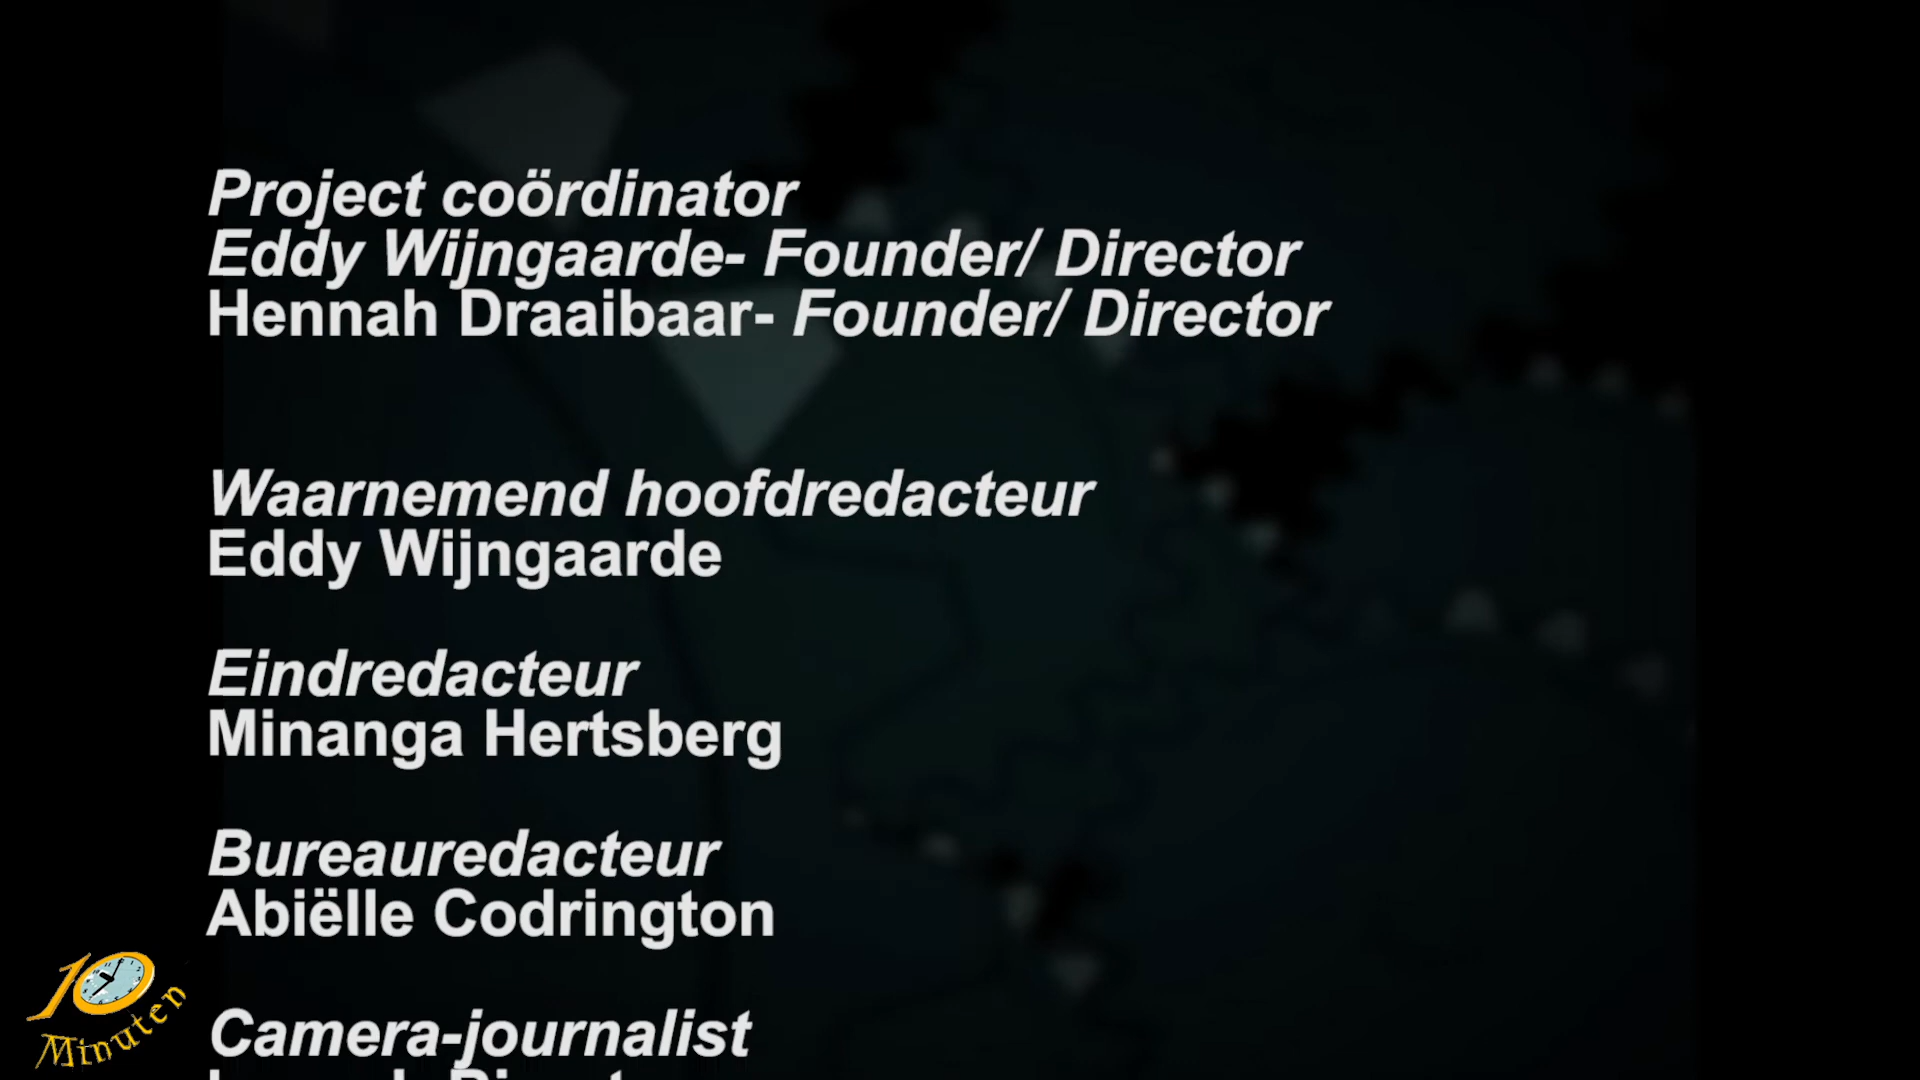 Project coördinator
Eddy Wijngaarde- Founder/ Director
Hennah Draaibaar- Founder/ Director
Waarnemend hoofdredacteur
Eddy Wijngaarde
Eindredacteur
Minanga Hertsberg
Bureauredacteur
Abiëlle Codrington
Camera-journalist
10
Minuten